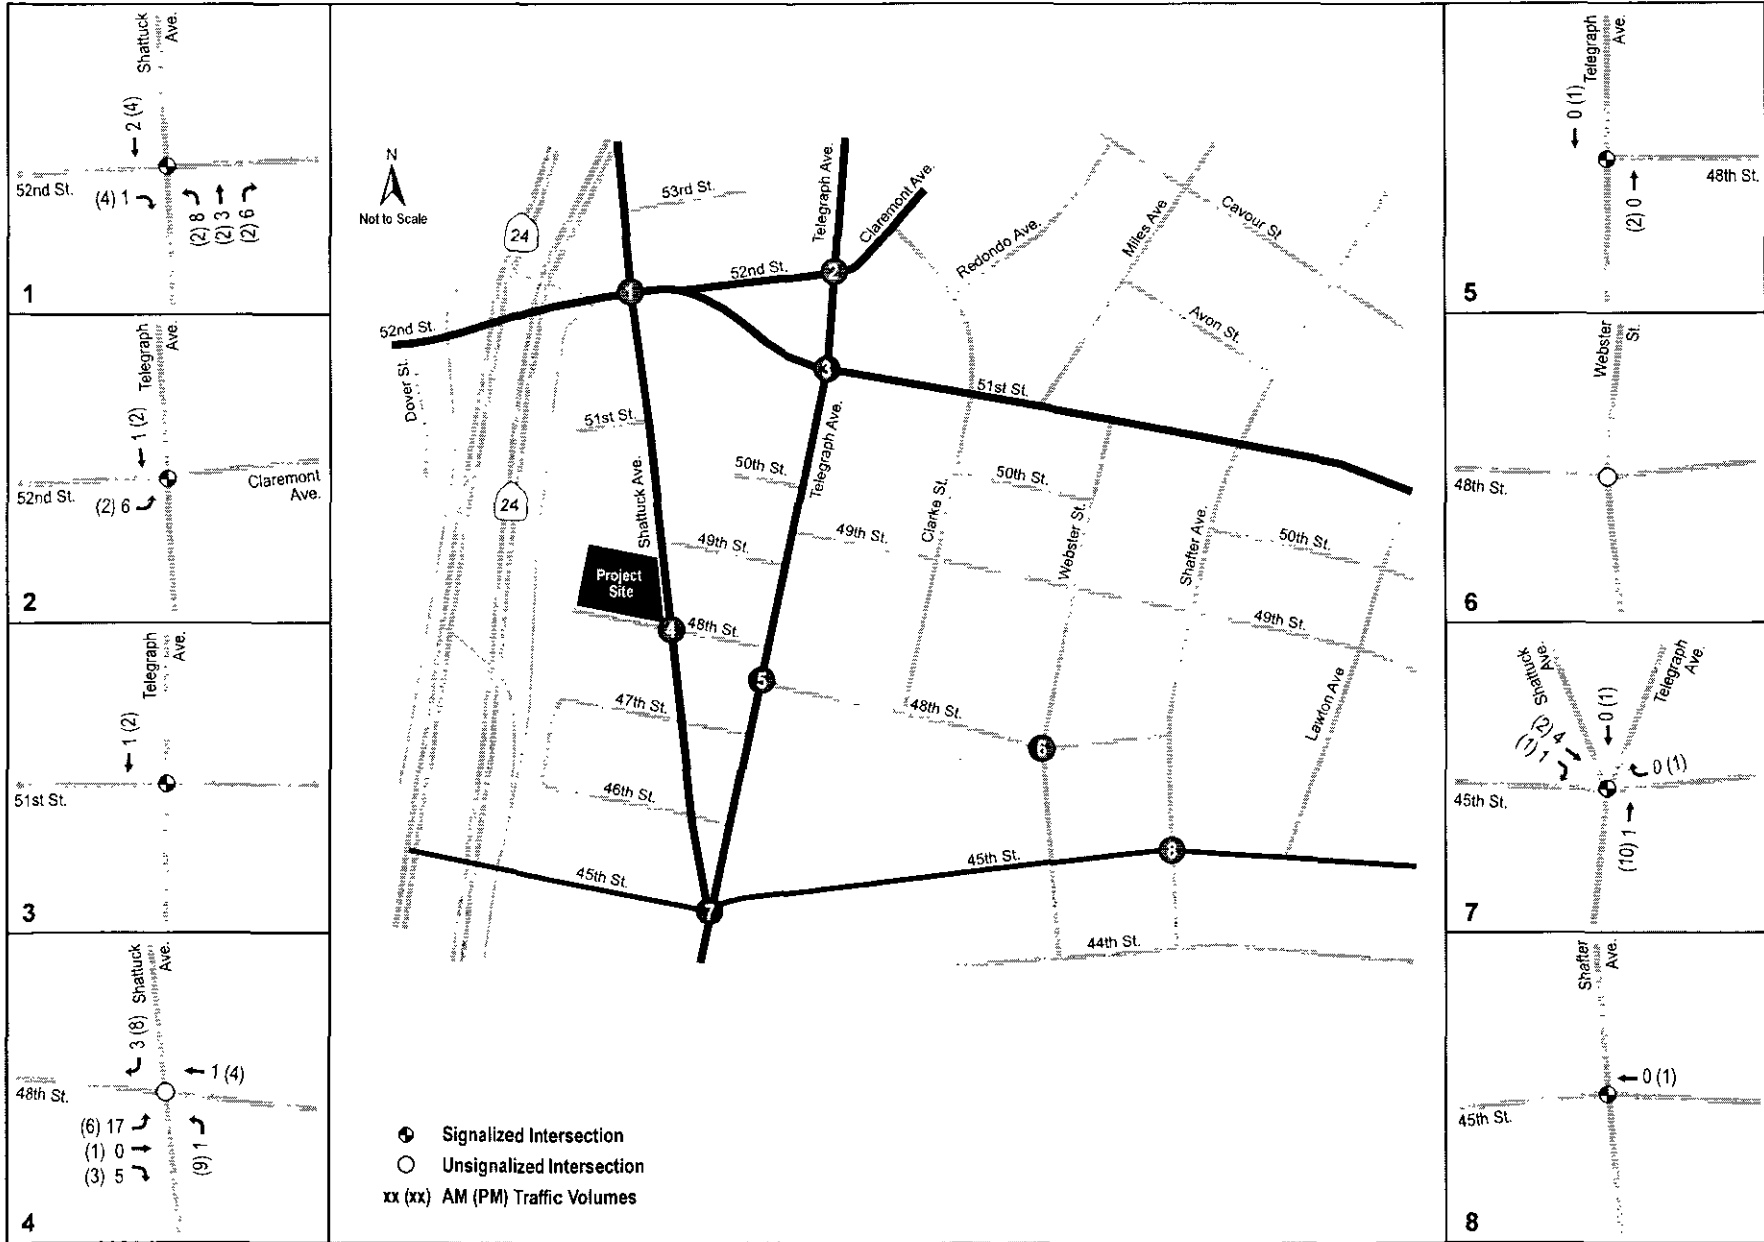 Shattuck
Ave.
2 (4)
52nd St.
(4) 1
(2) 8
(2) 3
(2) 6
1
Telegraph
Ave.
1 (2)
52nd St.
Claremont
Ave.
(2) 6
2
Telegraph
Ave.
1 (2)
51st St.
3
Shattuck
Ave.
3 (8)
1 (4)
48th St.
(6) 17
(1) 0
(3) 5
(9) 1
4
N
Not to Scale
24
53rd St.
Telegraph Ave.
Claremont Ave.
Redondo Ave.
Miles Ave
Cavour St.
52nd St.
2
1
52nd St.
Avon St.
Dover St.
3
51st St.
51st St.
Shattuck Ave.
50th St.
Telegraph Ave.
24
Clarke St.
50th St.
Webster St.
Shafter Ave.
50th St.
49th St.
49th St.
Project
Site
4
48th St.
49th St.
5
47th St.
48th St.
Lawton Ave
6
46th St.
45th St.
45th St.
8
7
44th St.
Signalized Intersection
Unsignalized Intersection
xx (xx) AM (PM) Traffic Volumes
Telegraph
Ave.
0 (1)
48th St.
(2) 0
5
Webster
St.
48th St.
6
Shattuck
Ave.
Telegraph
Ave.
(2) 4
(1) 1
0 (1)
0 (1)
45th St.
(10) 1
7
Shafter
Ave.
0 (1)
45th St.
8